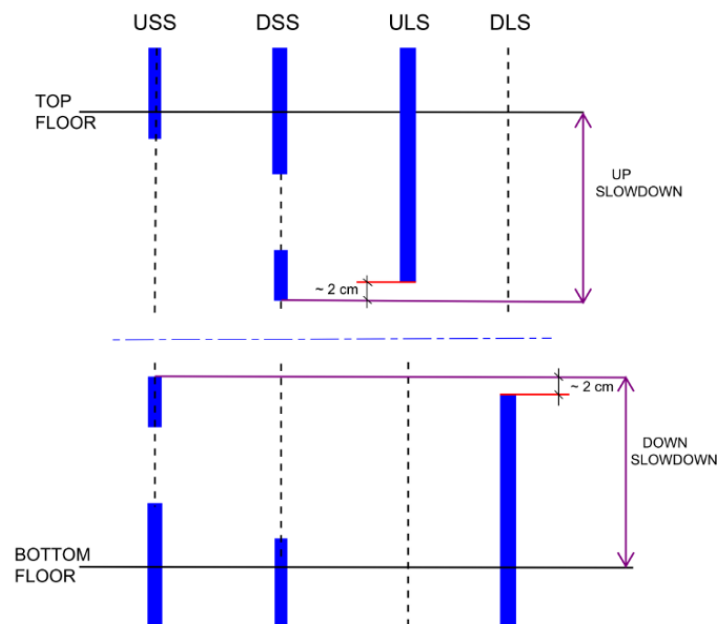 USS DSS ULS DLS
TOP
FLOOR
UP
SLOWDOWN
~ 2 cm
~ 2 cm
DOWN
SLOWDOWN
BOTTOM
FLOOR